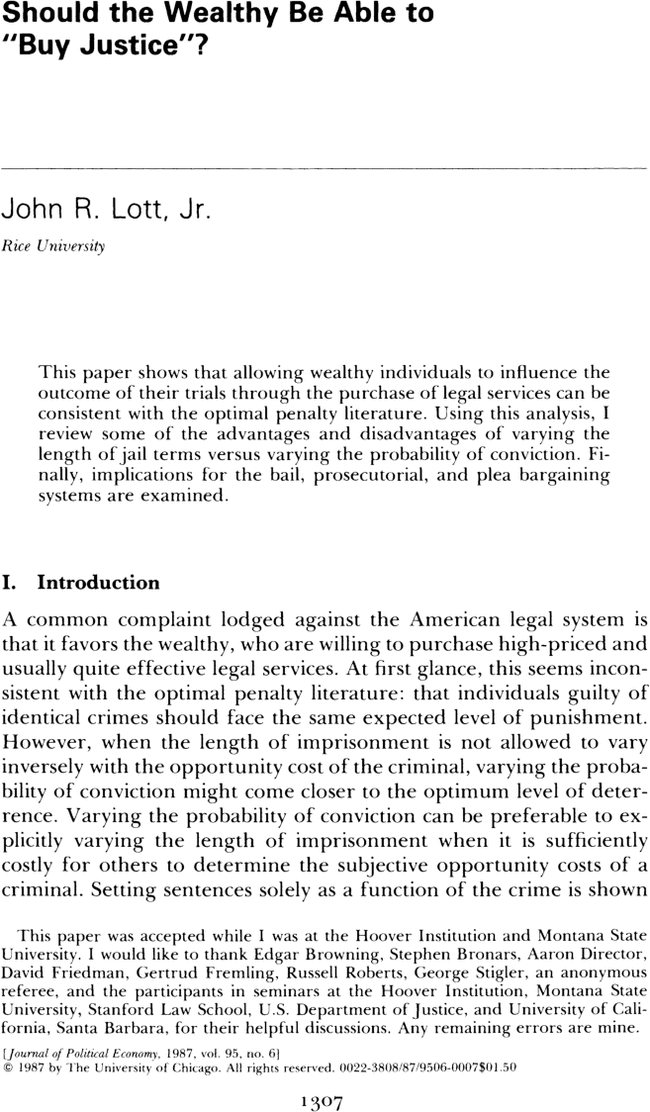 Should the Wealthy Be Able to
"Buy Justice"?
John R. Lott, Jr.
Rice University
This paper shows that allowing wealthy individuals to influence the
outcome of their trials through the purchase of legal services can be
consistent with the optimal penalty literature. Using this analysis, I
review some of the advantages and disadvantages of varying the
length of jail terms versus varying the probability of conviction. Fi-
nally, implications for the bail, prosecutorial, and plea bargaining
systems are examined.
I. Introduction
A common complaint lodged against the American legal system is
that it favors the wealthy, who are willing to purchase high-priced and
usually quite effective legal services. At first glance, this seems incon-
sistent with the optimal penalty literature: that individuals guilty of
identical crimes should face the same expected level of punishment.
However, when the length of imprisonment is not allowed to vary
inversely with the opportunity cost of the criminal, varying the proba-
bility of conviction might come closer to the optimum level of deter-
rence. Varying the probability of conviction can be preferable to ex-
plicitly varying the length of imprisonment when it is sufficiently
costly for others to determine the subjective opportunity costs of a
criminal. Setting sentences solely as a function of the crime is shown
This paper was accepted while I was at the Hoover Institution and Montana State
University. I would like to thank Edgar Browning, Stephen Bronars, Aaron Director,
David Friedman, Gertrud Fremling, Russell Roberts, George Stigler, an anonymous
referee, and the participants in seminars at the Hoover Institution, Montana State
University, Stanford Law School, U.S. Department of Justice, and University of Cali-
fornia, Santa Barbara, for their helpful discussions. Any remaining errors are mine.
[Journal of Political Economy, 1987, vol. 95, no. 6]
© 1987 by The University of Chicago. All rights reserved. 0022-3808/87/9506-0007$01.50
1307